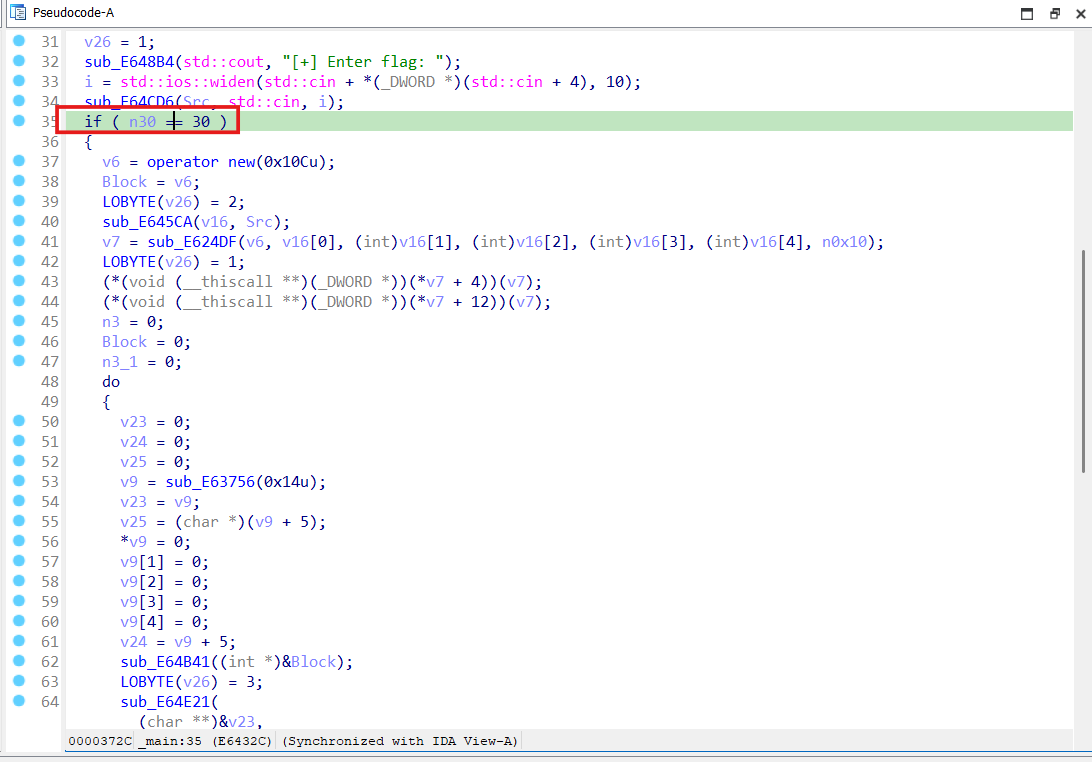 Pseudocode-A
31 v26 = 1;
32 sub_E648B4(std::cout, "[+] Enter flag: ");
33 i = std::ios::widen(std::cin + *(_DWORD *)(std::cin + 4), 10);
34 sub_E64CD6(Src, std::cin, i);
35 if ( n30 == 30 )
36 {
37 v6 = operator new(0x10Cu);
38 Block = v6;
39 LOBYTE(v26) = 2;
40 sub_E645CA(v16, Src);
41 v7 = sub_E624DF(v6, v16[0], (int)v16[1], (int)v16[2], (int)v16[3], (int)v16[4], n0x10);
42 LOBYTE(v26) = 1;
43 (*(void (__thiscall **)(_DWORD *))(*v7 + 4))(v7);
44 (*(void (__thiscall **)(_DWORD *))(*v7 + 12))(v7);
45 n3 = 0;
46 Block = 0;
47 n3_1 = 0;
48 do
49 {
50 v23 = 0;
51 v24 = 0;
52 v25 = 0;
53 v9 = sub_E63756(0x14u);
54 v23 = v9;
55 v25 = (char *)(v9 + 5);
56 *v9 = 0;
57 v9[1] = 0;
58 v9[2] = 0;
59 v9[3] = 0;
60 v9[4] = 0;
61 v24 = v9 + 5;
62 sub_E64B41((int *)&Block);
63 LOBYTE(v26) = 3;
64 sub_E64E21(
(char **)&v23,
0000372C _main:35 (E6432C) (Synchronized with IDA View-A)